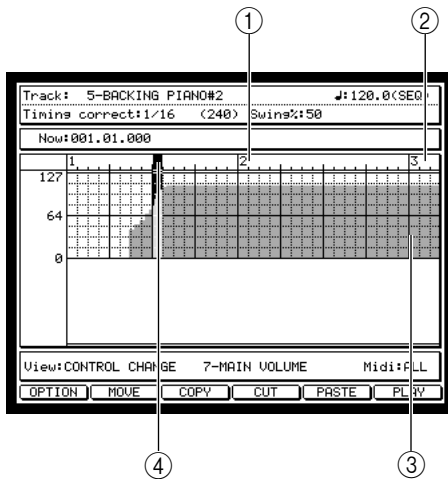 ① ②
Track: 5-BACKING PIANO#2 ♩:120.0(SEQ)
Timing correct:1/16 (240) Swing%:50
Now:001.01.000
1 2 3
127
64
0
View:CONTROL CHANGE 7-MAIN VOLUME Midi:ALL
OPTION MOVE COPY CUT PASTE PLAY
④ ③